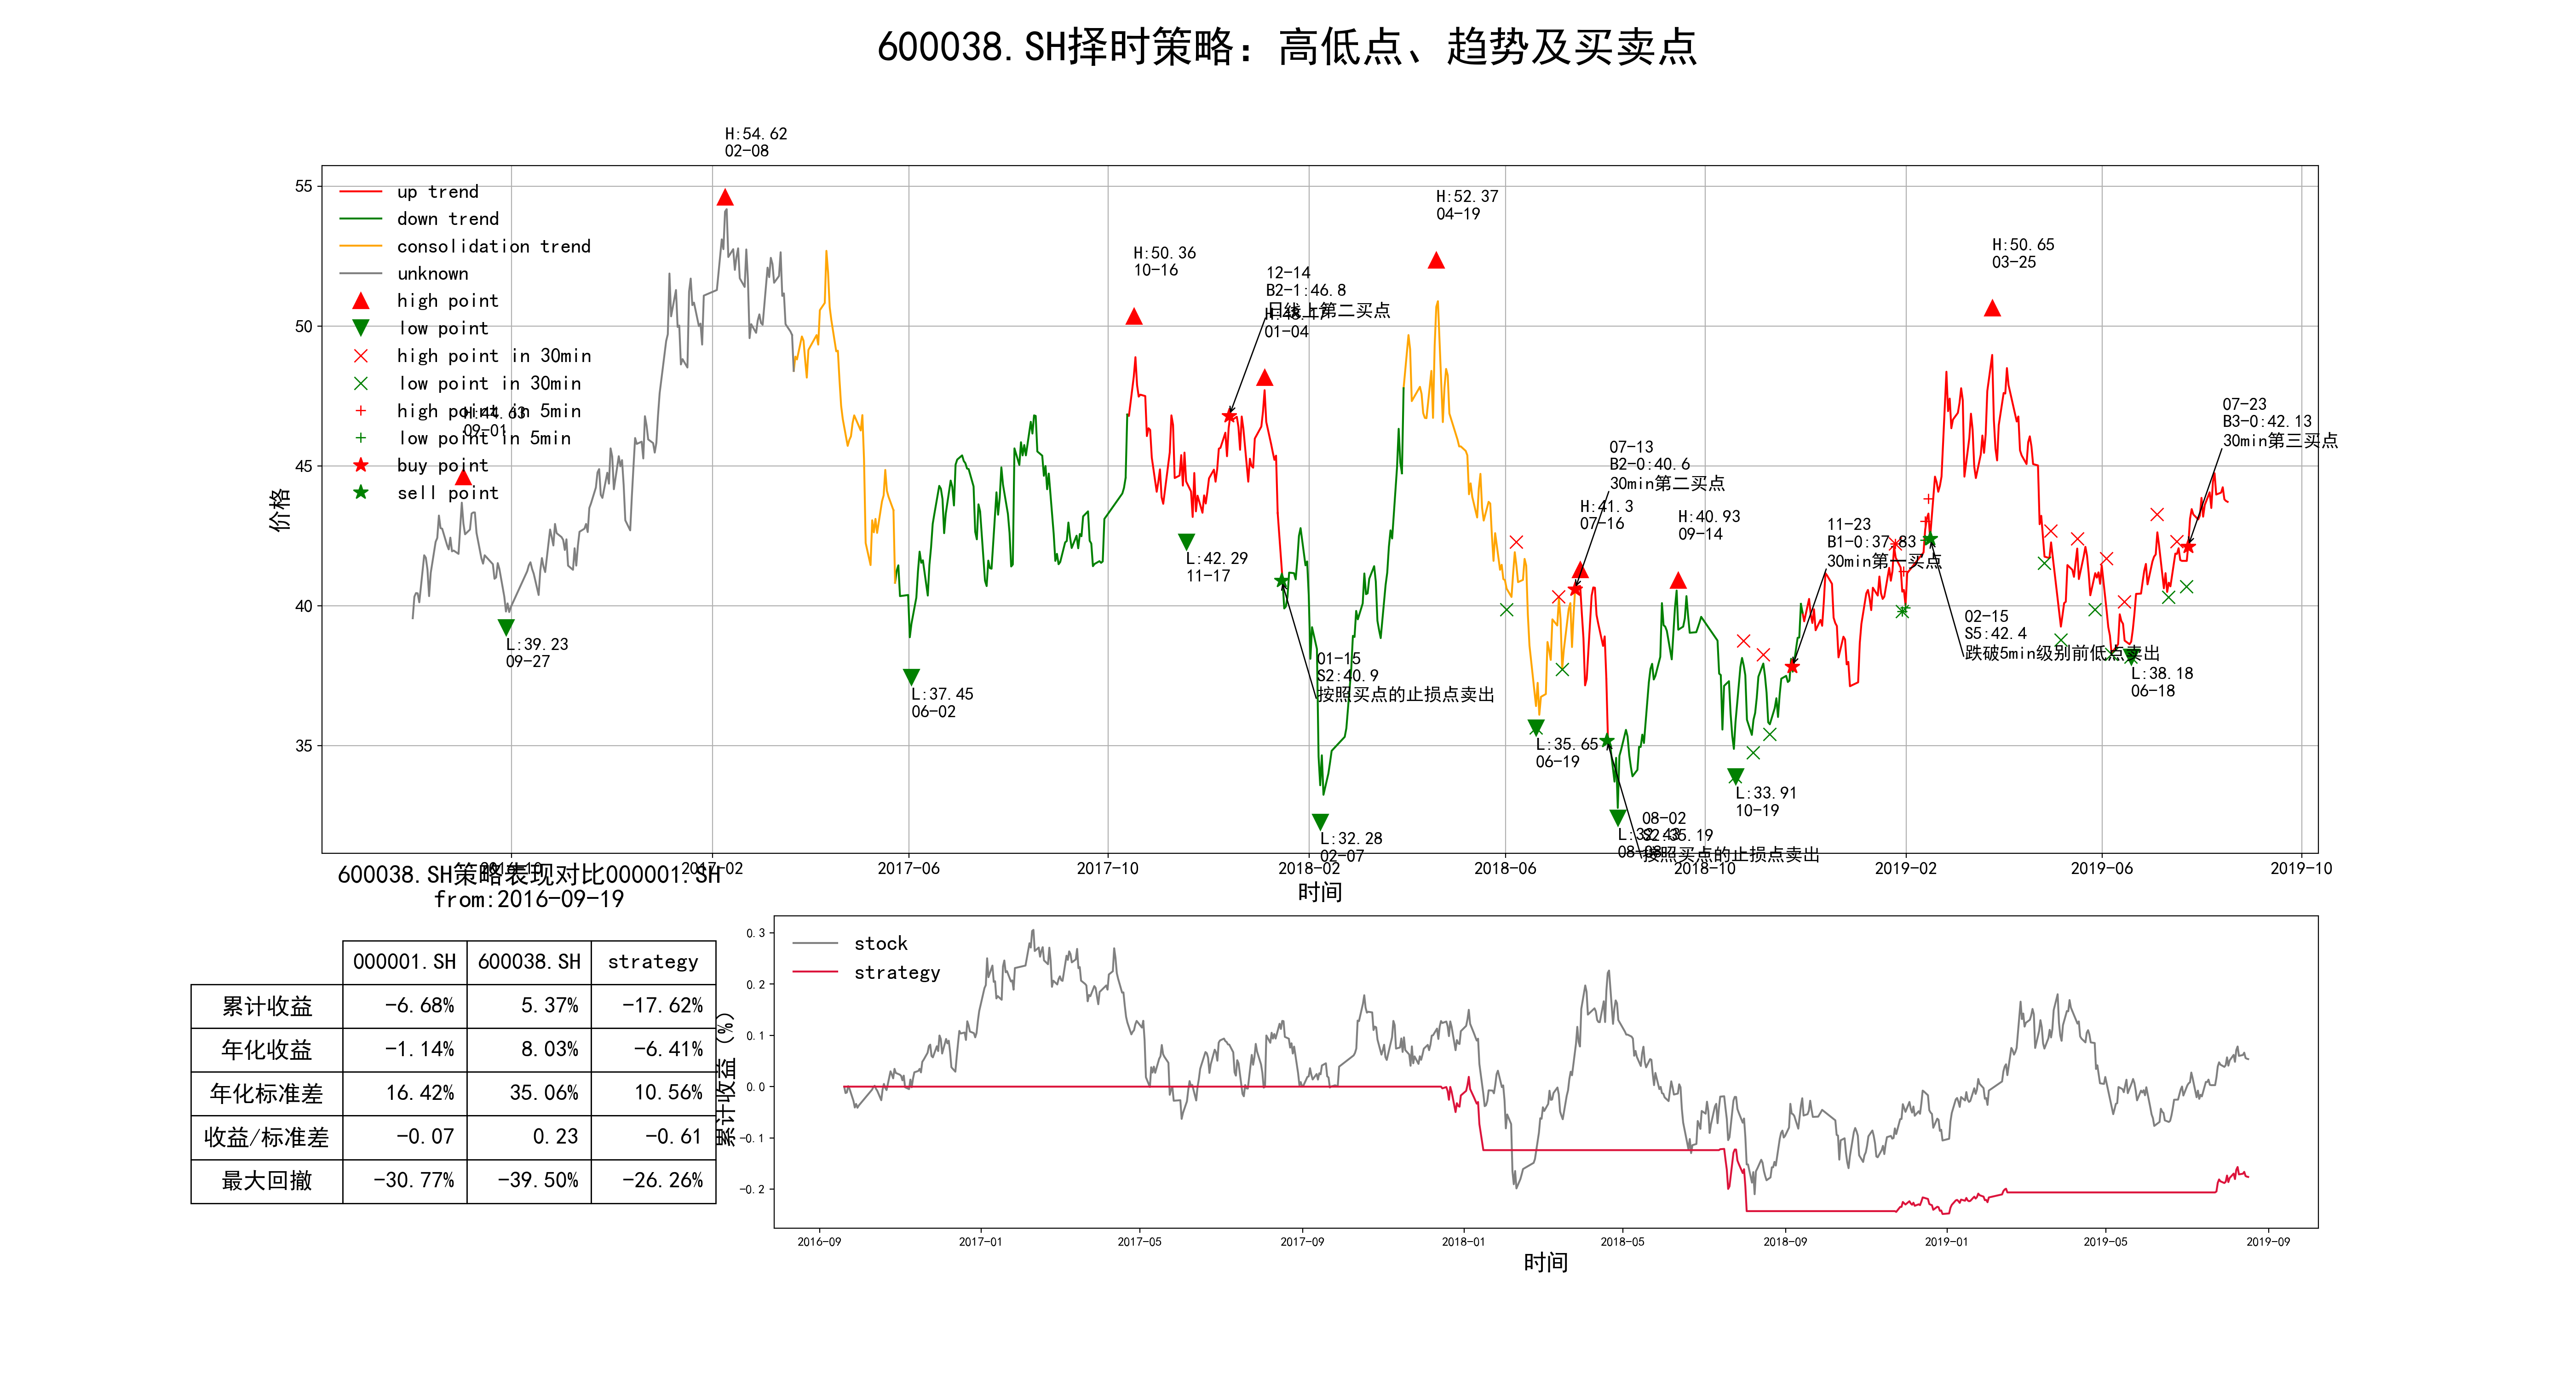 600038.SH择时策略：高低点、趋势及买卖点
H:54.62
02-08
55
50
45
40
35
价格
up trend
down trend
consolidation trend
unknown
high point
low point
high point in 30min
low point in 30min
high point in 5min
low point in 5min
buy point
sell point
H:44.63
09-01
L:39.23
09-27
L:37.45
06-02
H:50.36
10-16
L:42.29
11-17
12-14
B2-1:46.8
日线上第二买点
H:48.17
01-04
01-15
S2:40.9
按照买点的止损点卖出
L:32.28
02-07
H:52.37
04-19
L:35.65
06-19
07-13
B2-0:40.6
30min第二买点
H:41.3
07-16
08-02
S2:35.19
按照买点的止损点卖出
L:32.43
H:40.93
09-14
L:33.91
10-19
11-23
B1-0:37.83
30min第一买点
02-15
S5:42.4
跌破5min级别前低点卖出
H:50.65
03-25
L:38.18
06-18
07-23
B3-0:42.13
30min第三买点
2016-10
2017-02
2017-06
2017-10
2018-02
2018-06
2018-10
2019-02
2019-06
2019-10
时间
600038.SH策略表现对比000001.SH
from:2016-09-19
000001.SH 600038.SH strategy
累计收益 -6.68% 5.37% -17.62%
年化收益 -1.14% 8.03% -6.41%
年化标准差 16.42% 35.06% 10.56%
收益/标准差 -0.07 0.23 -0.61
最大回撤 -30.77% -39.50% -26.26%
累计收益（%）
0.3
0.2
0.1
0.0
-0.1
-0.2
stock
strategy
2016-09
2017-01
2017-05
2017-09
2018-01
2018-05
2018-09
2019-01
2019-05
2019-09
时间